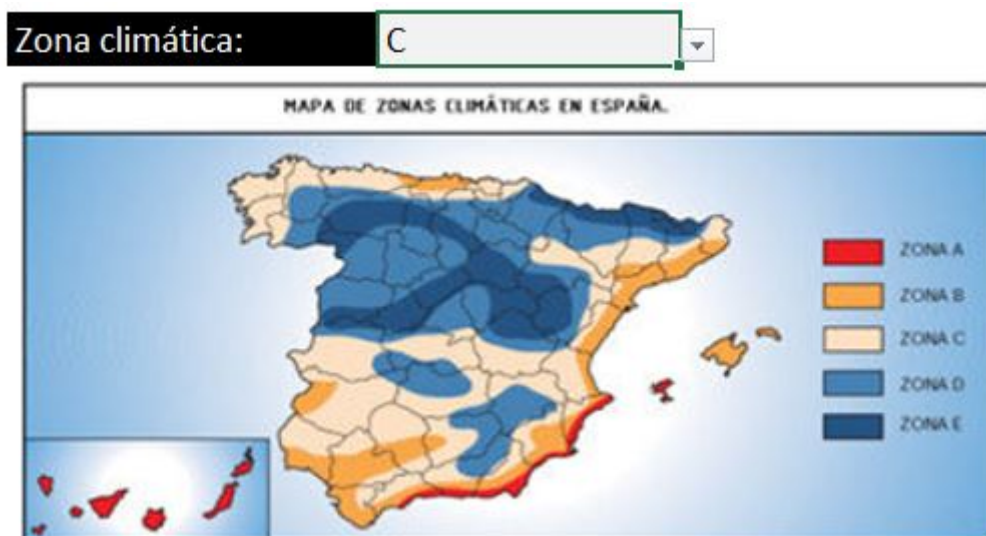 Zona climática: C
MAPA DE ZONAS CLIMÁTICAS EN ESPAÑA.
ZONA A
ZONA B
ZONA C
ZONA D
ZONA E